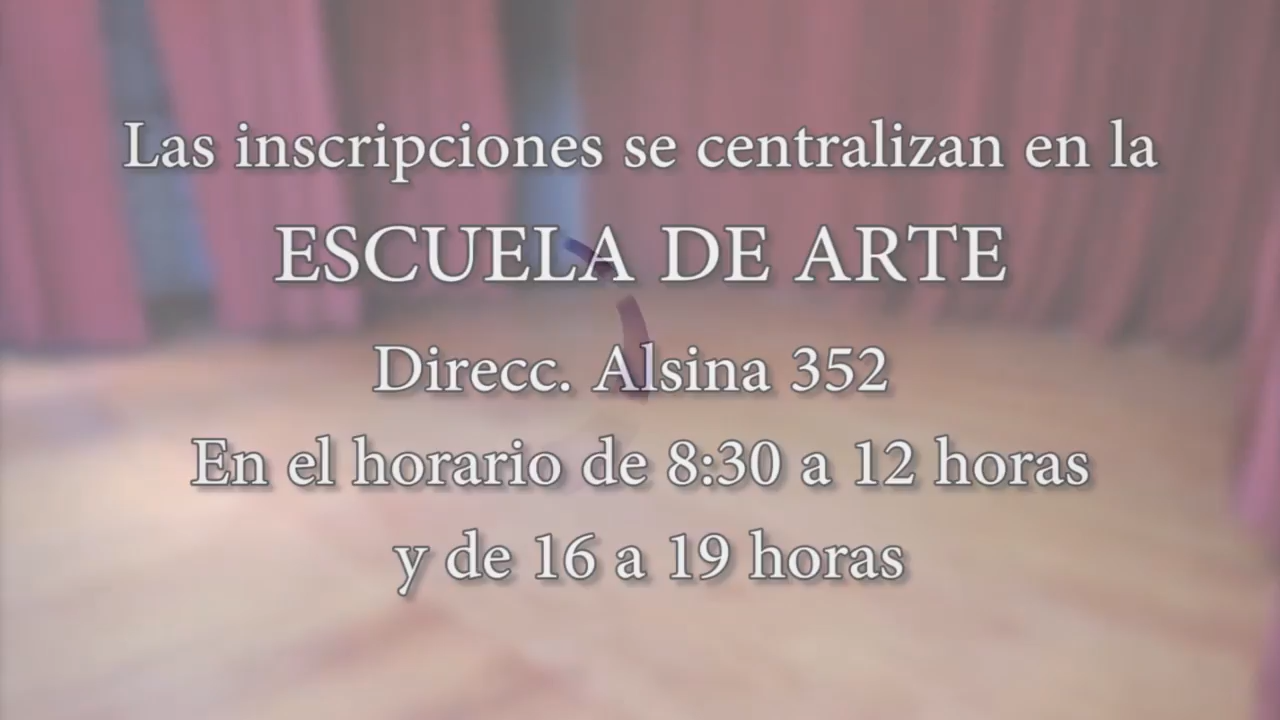 Las inscripciones se centralizan en la
ESCUELA DE ARTE
Direcc. Alsina 352
En el horario de 8:30 a 12 horas
y de 16 a 19 horas